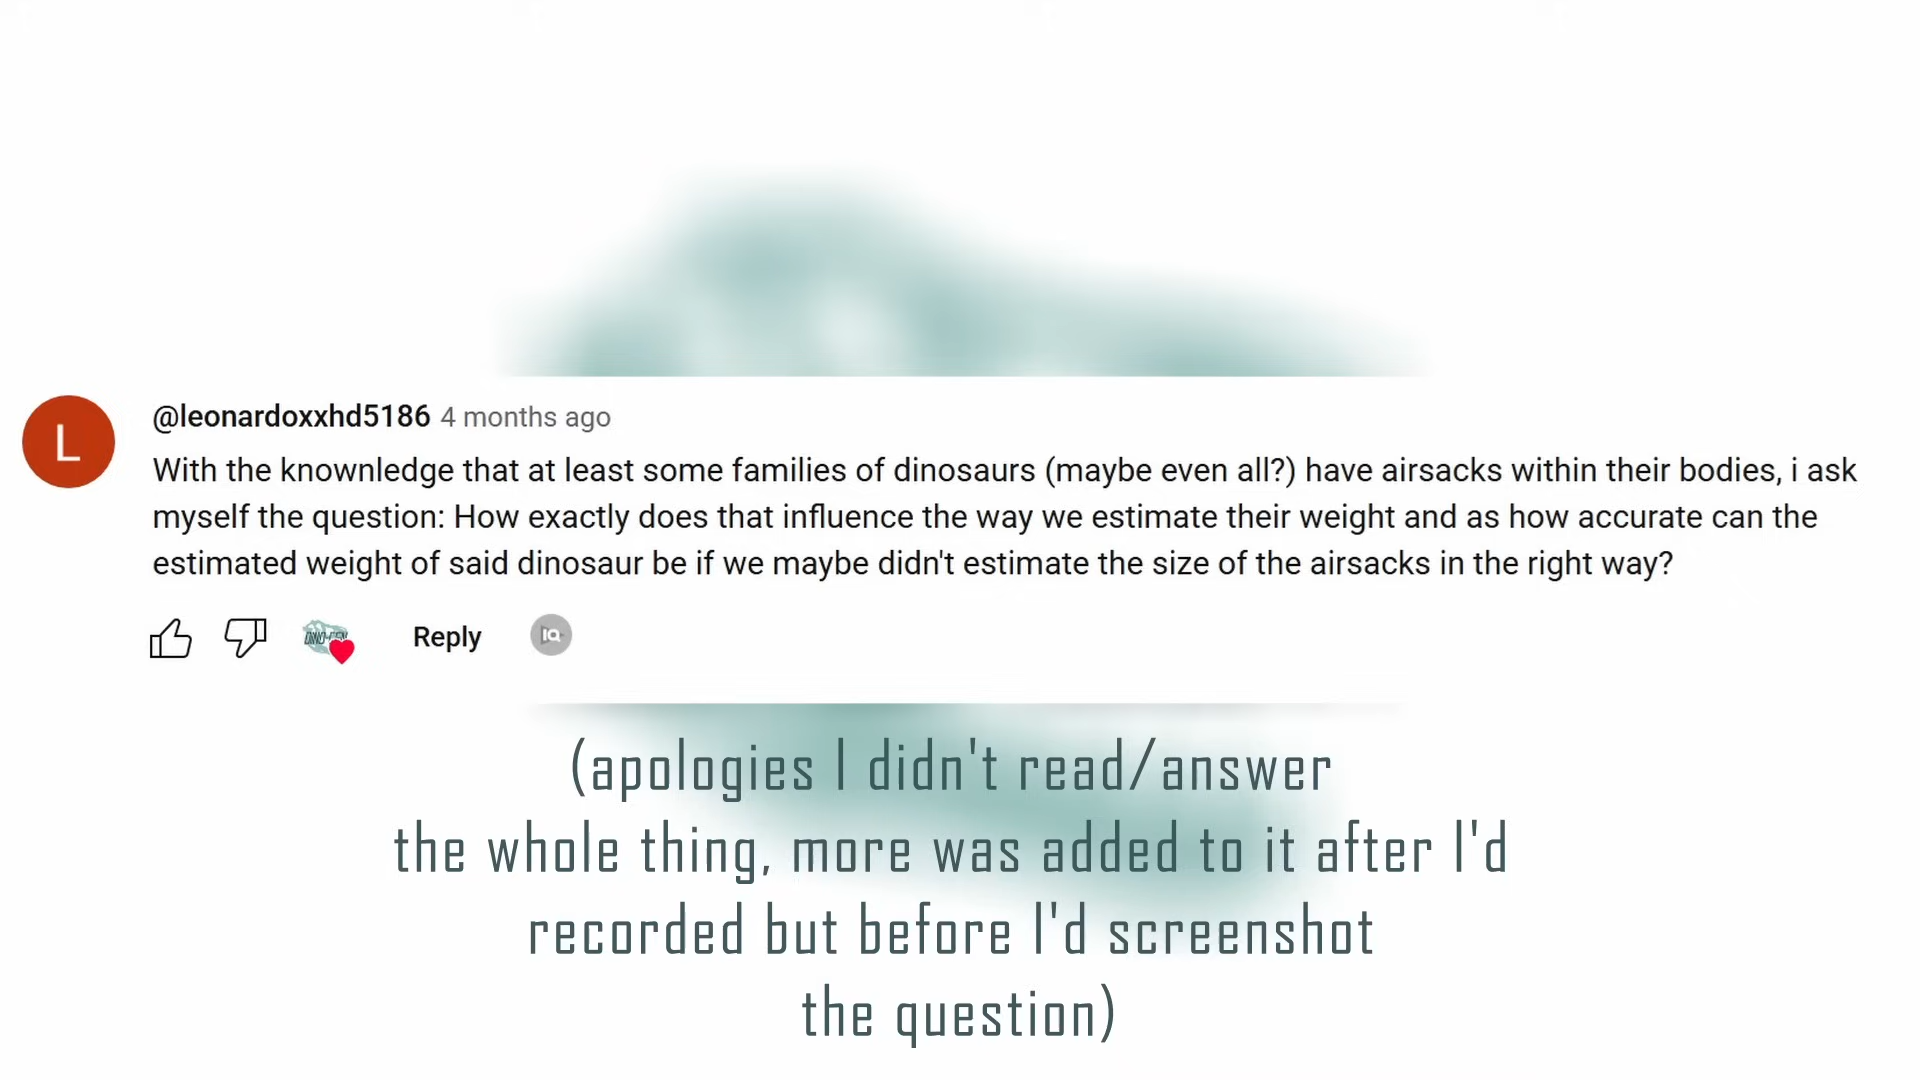 L
@leonardoxxhd5186 4 months ago
With the knownledge that at least some families of dinosaurs (maybe even all?) have airsacks within their bodies, i ask
myself the question: How exactly does that influence the way we estimate their weight and as how accurate can the
estimated weight of said dinosaur be if we maybe didn't estimate the size of the airsacks in the right way?
Reply
IQ
(apologies I didn't read/answer
the whole thing, more was added to it after I'd
recorded but before I'd screenshot
the question)